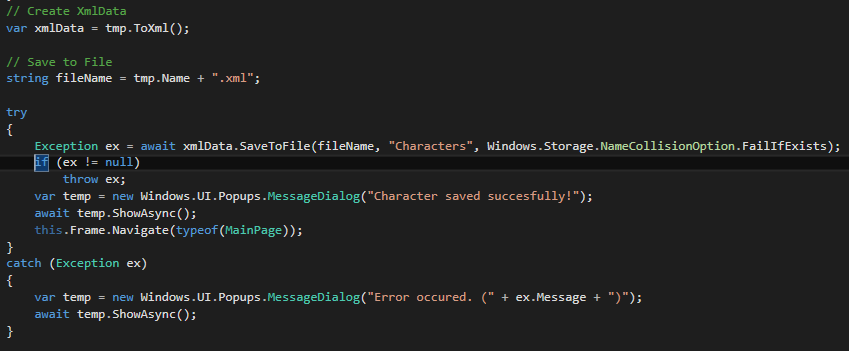 // Create XmlData
var xmlData = tmp.ToXml();
// Save to File
string fileName = tmp.Name + ".xml";
try
{
Exception ex = await xmlData.SaveToFile(fileName, "Characters", Windows.Storage.NameCollisionOption.FailIfExists);
if (ex != null)
throw ex;
var temp = new Windows.UI.Popups.MessageDialog("Character saved succesfully!");
await temp.ShowAsync();
this.Frame.Navigate(typeof(MainPage));
}
catch (Exception ex)
{
var temp = new Windows.UI.Popups.MessageDialog("Error occured. (" + ex.Message + ")");
await temp.ShowAsync();
}